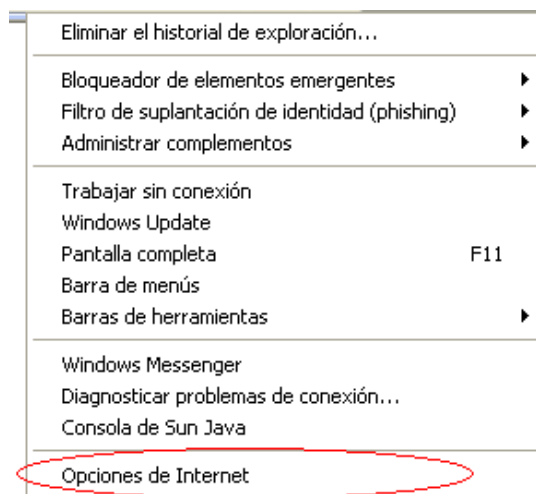 Eliminar el historial de exploración...
Bloqueador de elementos emergentes
Filtro de suplantación de identidad (phishing)
Administrar complementos
Trabajar sin conexión
Windows Update
Pantalla completa F11
Barra de menús
Barras de herramientas
Windows Messenger
Diagnosticar problemas de conexión...
Consola de Sun Java
Opciones de Internet